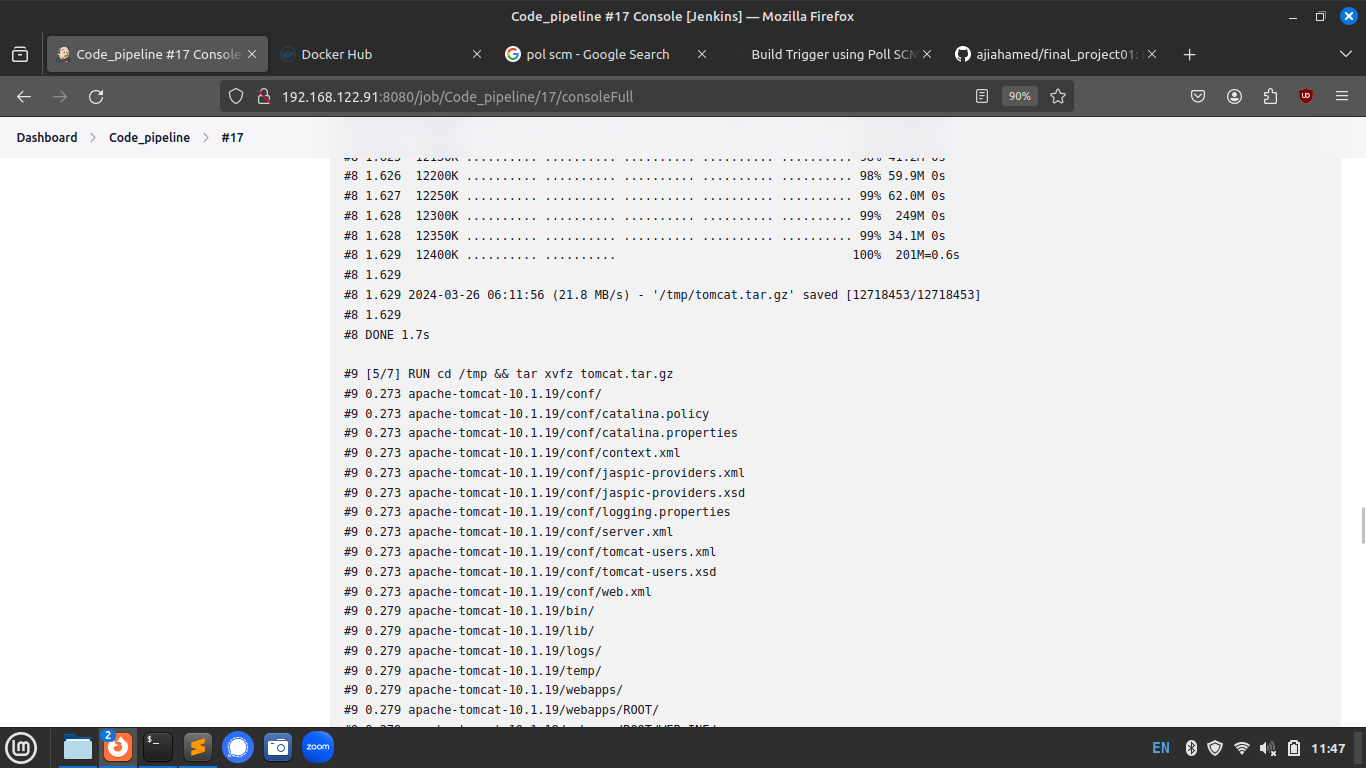 Code_pipeline #17 Console [Jenkins] — Mozilla Firefox
Code_pipeline #17 Console
Docker Hub
pol scm - Google Search
Build Trigger using Poll SCM
ajiahamed/final_project01:
192.168.122.91:8080/job/Code_pipeline/17/consoleFull
90%
Dashboard > Code_pipeline > #17
#8 1.626  12200K .......... .......... .......... .......... .......... 98% 59.9M 0s
#8 1.627  12250K .......... .......... .......... .......... .......... 99% 62.0M 0s
#8 1.628  12300K .......... .......... .......... .......... .......... 99%  249M 0s
#8 1.628  12350K .......... .......... .......... .......... .......... 99% 34.1M 0s
#8 1.629  12400K .......... ..........                                 100%  201M=0.6s
#8 1.629
#8 1.629 2024-03-26 06:11:56 (21.8 MB/s) - '/tmp/tomcat.tar.gz' saved [12718453/12718453]
#8 1.629
#8 DONE 1.7s
#9 [5/7] RUN cd /tmp && tar xvfz tomcat.tar.gz
#9 0.273 apache-tomcat-10.1.19/conf/
#9 0.273 apache-tomcat-10.1.19/conf/catalina.policy
#9 0.273 apache-tomcat-10.1.19/conf/catalina.properties
#9 0.273 apache-tomcat-10.1.19/conf/context.xml
#9 0.273 apache-tomcat-10.1.19/conf/jaspic-providers.xml
#9 0.273 apache-tomcat-10.1.19/conf/jaspic-providers.xsd
#9 0.273 apache-tomcat-10.1.19/conf/logging.properties
#9 0.273 apache-tomcat-10.1.19/conf/server.xml
#9 0.273 apache-tomcat-10.1.19/conf/tomcat-users.xml
#9 0.273 apache-tomcat-10.1.19/conf/tomcat-users.xsd
#9 0.273 apache-tomcat-10.1.19/conf/web.xml
#9 0.279 apache-tomcat-10.1.19/bin/
#9 0.279 apache-tomcat-10.1.19/lib/
#9 0.279 apache-tomcat-10.1.19/logs/
#9 0.279 apache-tomcat-10.1.19/temp/
#9 0.279 apache-tomcat-10.1.19/webapps/
#9 0.279 apache-tomcat-10.1.19/webapps/ROOT/
2
zoom
EN
11:47